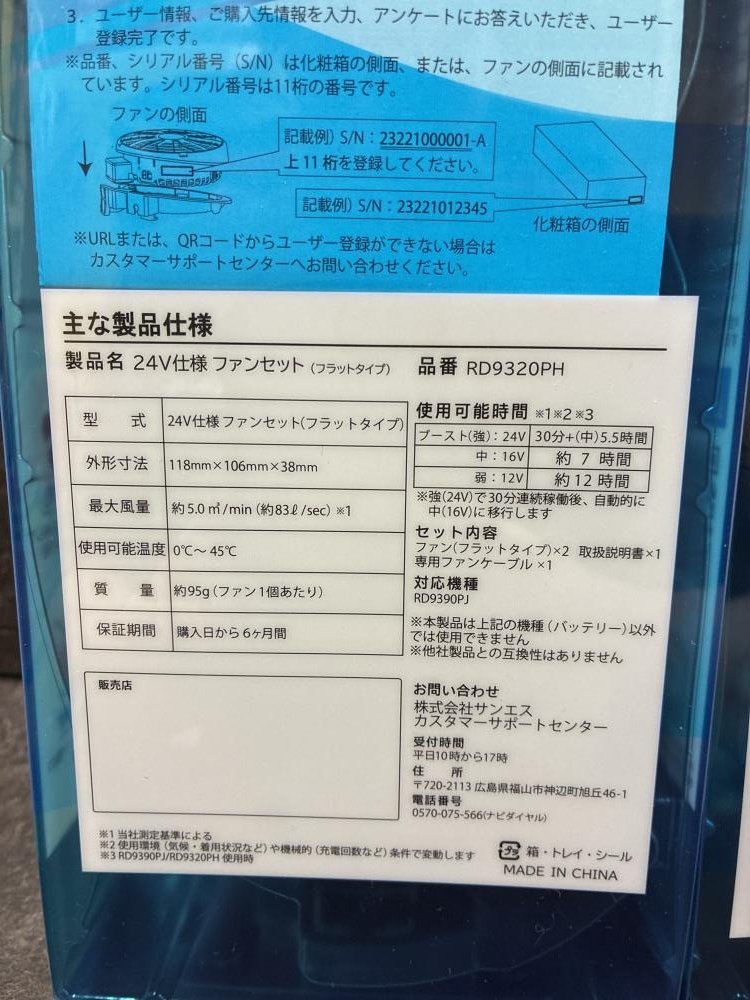 3．ユーザー情報、ご購入先情報を入力、アンケートにお答えいただき、ユーザー
登録完了です。
※品番、シリアル番号（S/N）は化粧箱の側面、または、ファンの側面に記載され
ています。シリアル番号は11桁の番号です。
ファンの側面
記載例）S/N：23221000001-A
上11桁を登録してください。
記載例）S/N：23221012345
化粧箱の側面
※URLまたは、QRコードからユーザー登録ができない場合は
カスタマーサポートセンターへお問い合わせください。
主な製品仕様
製品名 24V仕様 ファンセット（フラットタイプ） 品番 RD9320PH
型 式 24V仕様 ファンセット(フラットタイプ)
外形寸法 118mm×106mm×38mm
最大風量 約5.0㎥/min（約83ℓ/sec）※1
使用可能温度 0℃〜45℃
質 量 約95g（ファン1個あたり）
保証期間 購入日から6ヶ月間
販売店
使用可能時間 ※1※2※3
ブースト(強)：24V 30分+(中)5.5時間
中：16V 約 7 時間
弱：12V 約12時間
※強(24V)で30分連続稼働後、自動的に
中(16V)に移行します
セット内容
ファン(フラットタイプ)×2 取扱説明書×1
専用ファンケーブル×1
対応機種
RD9390PJ
※本製品は上記の機種（バッテリー）以外
では使用できません
※他社製品との互換性はありません
お問い合わせ
株式会社サンエス
カスタマーサポートセンター
受付時間
平日10時から17時
住 所
〒720-2113 広島県福山市神辺町旭丘46-1
電話番号
0570-075-566(ナビダイヤル)
※1 当社測定基準による
※2 使用環境（気候・着用状況など）や機械的（充電回数など）条件で変動します
※3 RD9390PJ/RD9320PH 使用時
プラ 箱・トレイ・シール
MADE IN CHINA